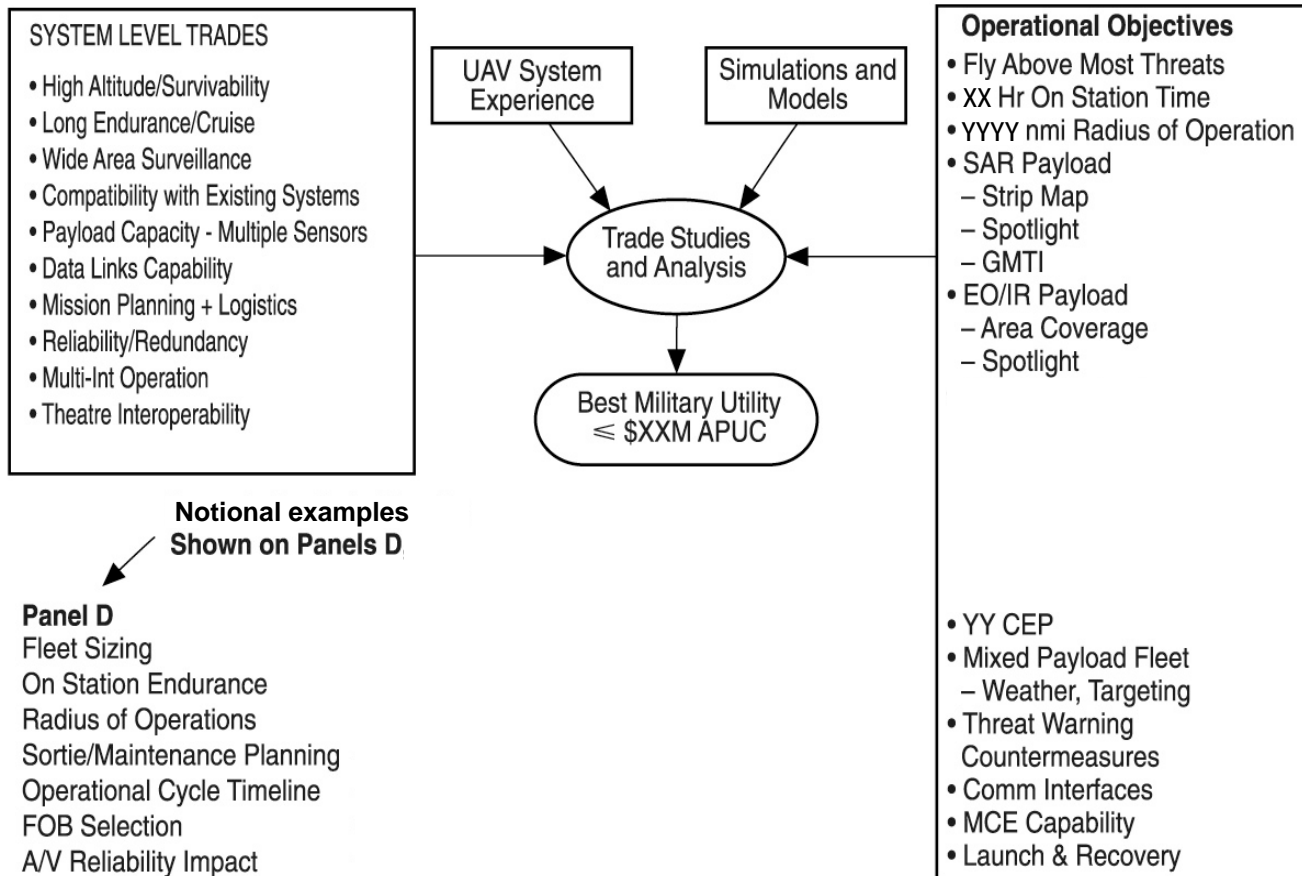 SYSTEM LEVEL TRADES
• High Altitude/Survivability
• Long Endurance/Cruise
• Wide Area Surveillance
• Compatibility with Existing Systems
• Payload Capacity - Multiple Sensors
• Data Links Capability
• Mission Planning + Logistics
• Reliability/Redundancy
• Multi-Int Operation
• Theatre Interoperability
UAV System
Experience
Simulations and
Models
Trade Studies
and Analysis
Best Military Utility
≤ $XXM APUC
Operational Objectives
• Fly Above Most Threats
• XX Hr On Station Time
• YYYY nmi Radius of Operation
• SAR Payload
– Strip Map
– Spotlight
– GMTI
• EO/IR Payload
– Area Coverage
– Spotlight
• YY CEP
• Mixed Payload Fleet
– Weather, Targeting
• Threat Warning
Countermeasures
• Comm Interfaces
• MCE Capability
• Launch & Recovery
Notional examples
Shown on Panels D
Panel D
Fleet Sizing
On Station Endurance
Radius of Operations
Sortie/Maintenance Planning
Operational Cycle Timeline
FOB Selection
A/V Reliability Impact